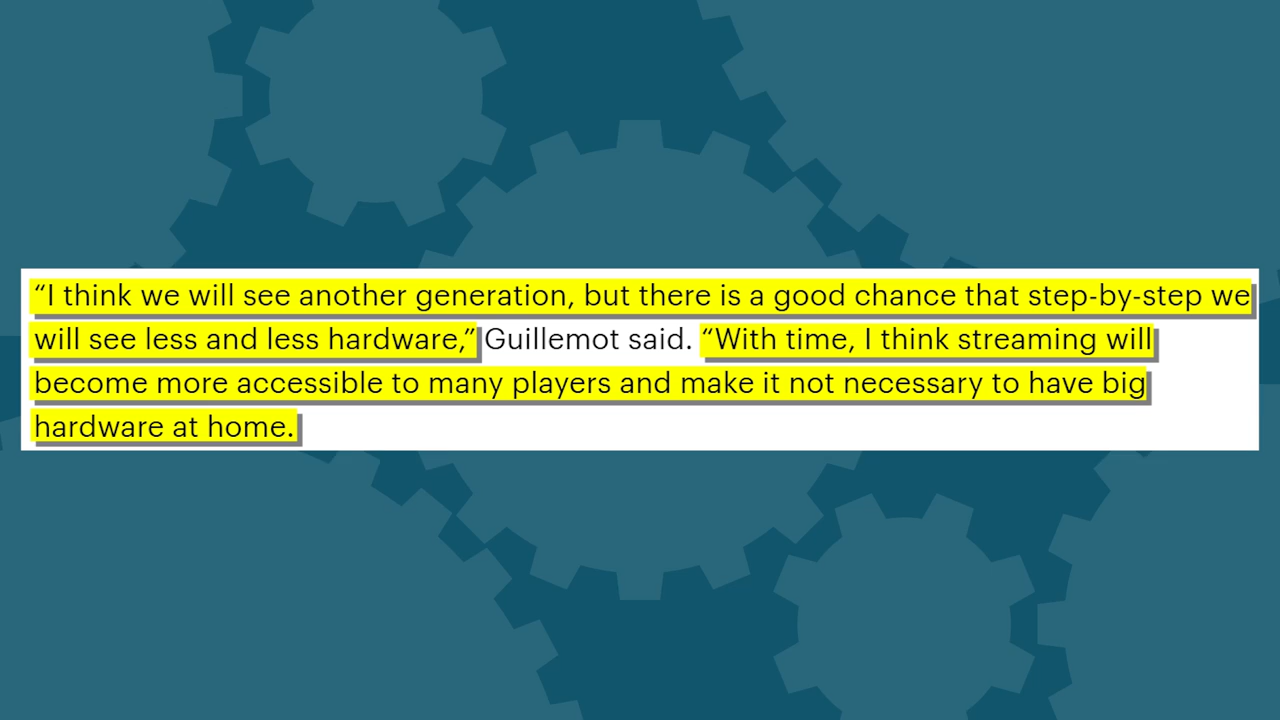 “I think we will see another generation, but there is a good chance that step-by-step we
will see less and less hardware,” Guillemot said. “With time, I think streaming will
become more accessible to many players and make it not necessary to have big
hardware at home.